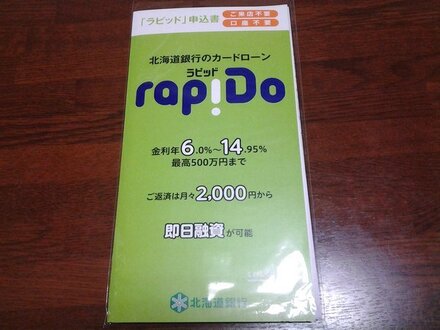 「ラピッド」申込書
ご来店不要
口座不要
北海道銀行のカードローン
ラピッド
rapiDo
金利年6.0%~14.95%
最高500万円まで
ご返済は月々2,000円から
即日融資が可能
北海道銀行